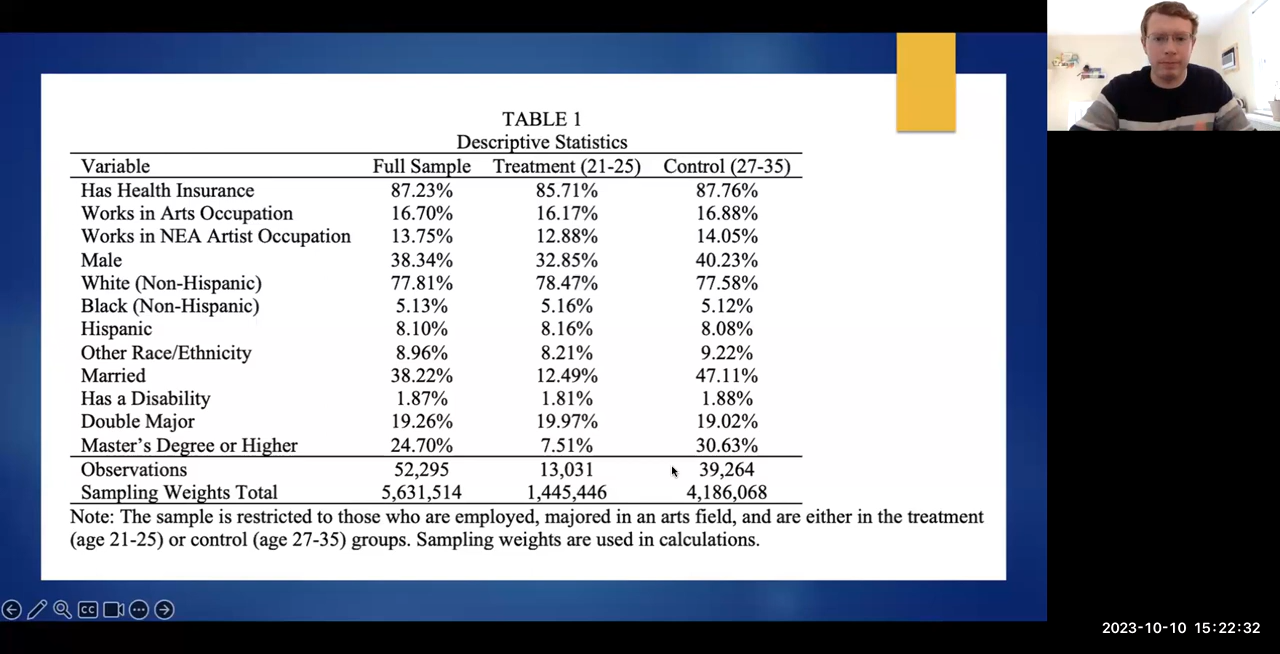 TABLE 1
Descriptive Statistics
Variable Full Sample Treatment (21-25) Control (27-35)
Has Health Insurance 87.23% 85.71% 87.76%
Works in Arts Occupation 16.70% 16.17% 16.88%
Works in NEA Artist Occupation 13.75% 12.88% 14.05%
Male 38.34% 32.85% 40.23%
White (Non-Hispanic) 77.81% 78.47% 77.58%
Black (Non-Hispanic) 5.13% 5.16% 5.12%
Hispanic 8.10% 8.16% 8.08%
Other Race/Ethnicity 8.96% 8.21% 9.22%
Married 38.22% 12.49% 47.11%
Has a Disability 1.87% 1.81% 1.88%
Double Major 19.26% 19.97% 19.02%
Master’s Degree or Higher 24.70% 7.51% 30.63%
Observations 52,295 13,031 39,264
Sampling Weights Total 5,631,514 1,445,446 4,186,068
Note: The sample is restricted to those who are employed, majored in an arts field, and are either in the treatment
(age 21-25) or control (age 27-35) groups. Sampling weights are used in calculations.
CC
2023-10-10 15:22:32